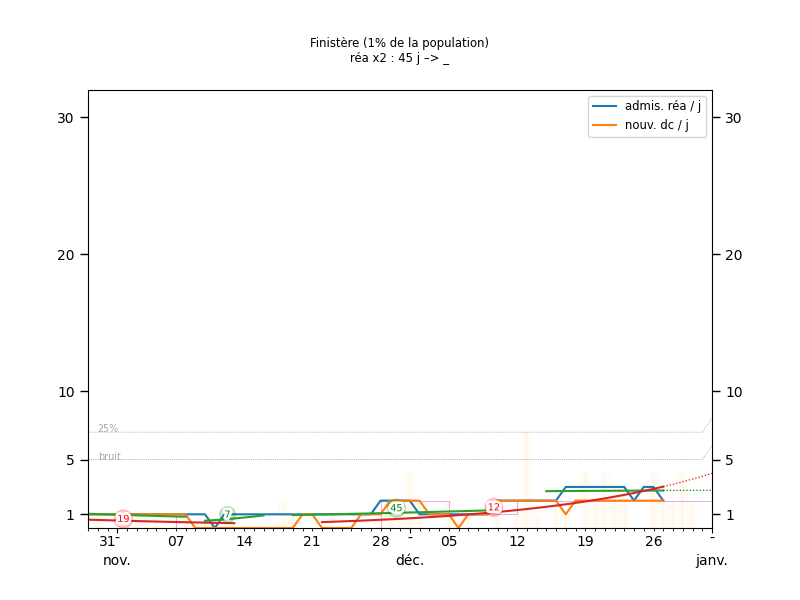 Finistère (1% de la population)
réa x2 : 45 j –> _
admis. réa / j
nouv. dc / j
30 30
20 20
10 10
25%
5 5
bruit
1 1
19 7 45 12
31 07 14 21 28 05 12 19 26
nov. déc. janv.